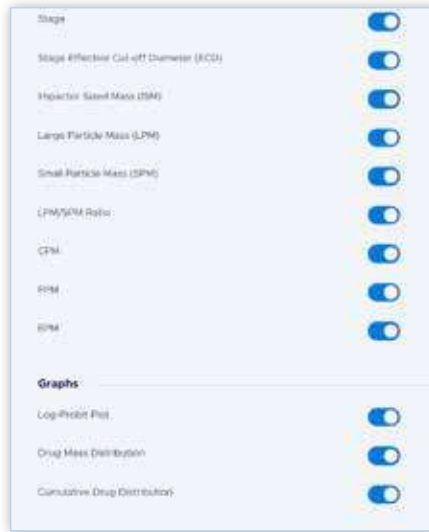 Stage
Stage Effective Cut-off Diameter (ECD)
Impactor Sized Mass (ISM)
Large Particle Mass (LPM)
Small Particle Mass (SPM)
LPM/SPM Ratio
CPM
FPM
EPM
Graphs
Log-Probit Plot
Drug Mass Distribution
Cumulative Drug Distribution